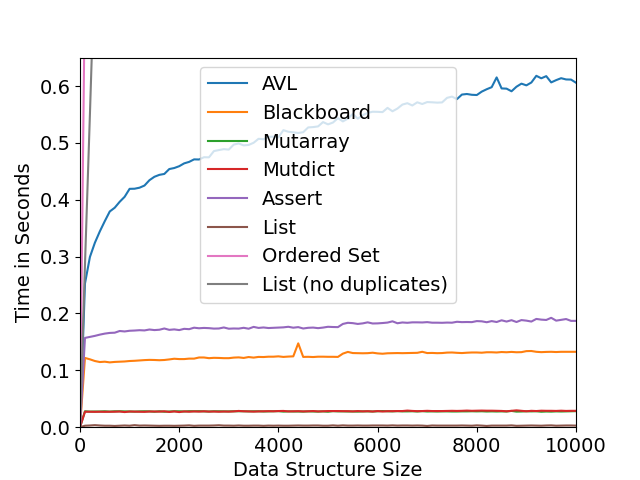 AVL
Blackboard
Mutarray
Mutdict
Assert
List
Ordered Set
List (no duplicates)
0.6
0.5
0.4
0.3
0.2
0.1
0.0
Time in Seconds
0 2000 4000 6000 8000 10000
Data Structure Size